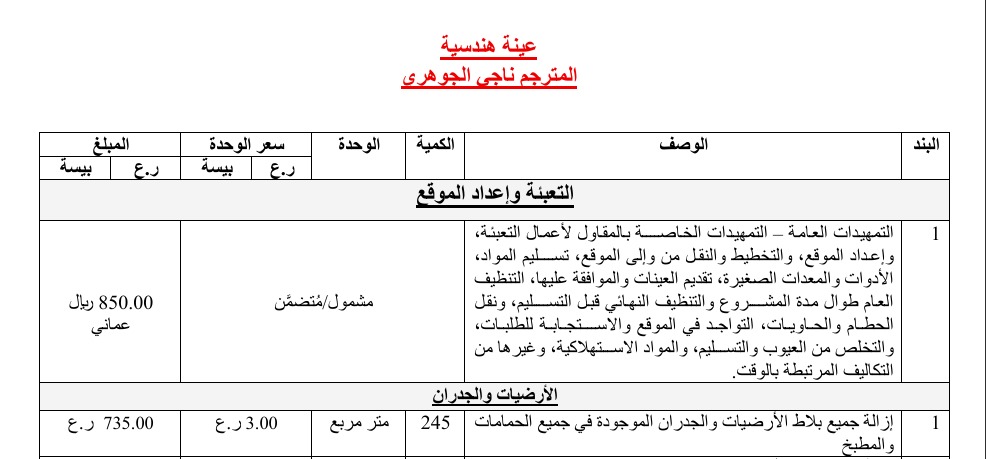 عينة هندسية
المترجم ناجي الجوهري
البند الوصف الكمية الوحدة سعر الوحدة المبلغ
ر.ع بيسة ر.ع بيسة
التعبئة وإعداد الموقع
1 التمهيدات العامة – التمهيدات الخاصة بالمقاول لأعمال التعبئة،
وإعداد الموقع، والتخطيط والنقل من وإلى الموقع، تسليم المواد،
الأدوات والمعدات الصغيرة، تقديم العينات والموافقة عليها، التنظيف
العام طوال مدة المشروع والتنظيف النهائي قبل التسليم، ونقل
الحطام والحاويات، التواجد في الموقع والاستجابة للطلبات،
والتخلص من العيوب والتسليم، والمواد الاستهلاكية، وغيرها من
التكاليف المرتبطة بالوقت.
مشمول/مُتضمَّن
850.00 ريال
عماني
الأرضيات والجدران
1 إزالة جميع بلاط الأرضيات والجدران الموجودة في جميع الحمامات
والمطبخ
245 متر مربع 3.00 ر.ع 735.00 ر.ع